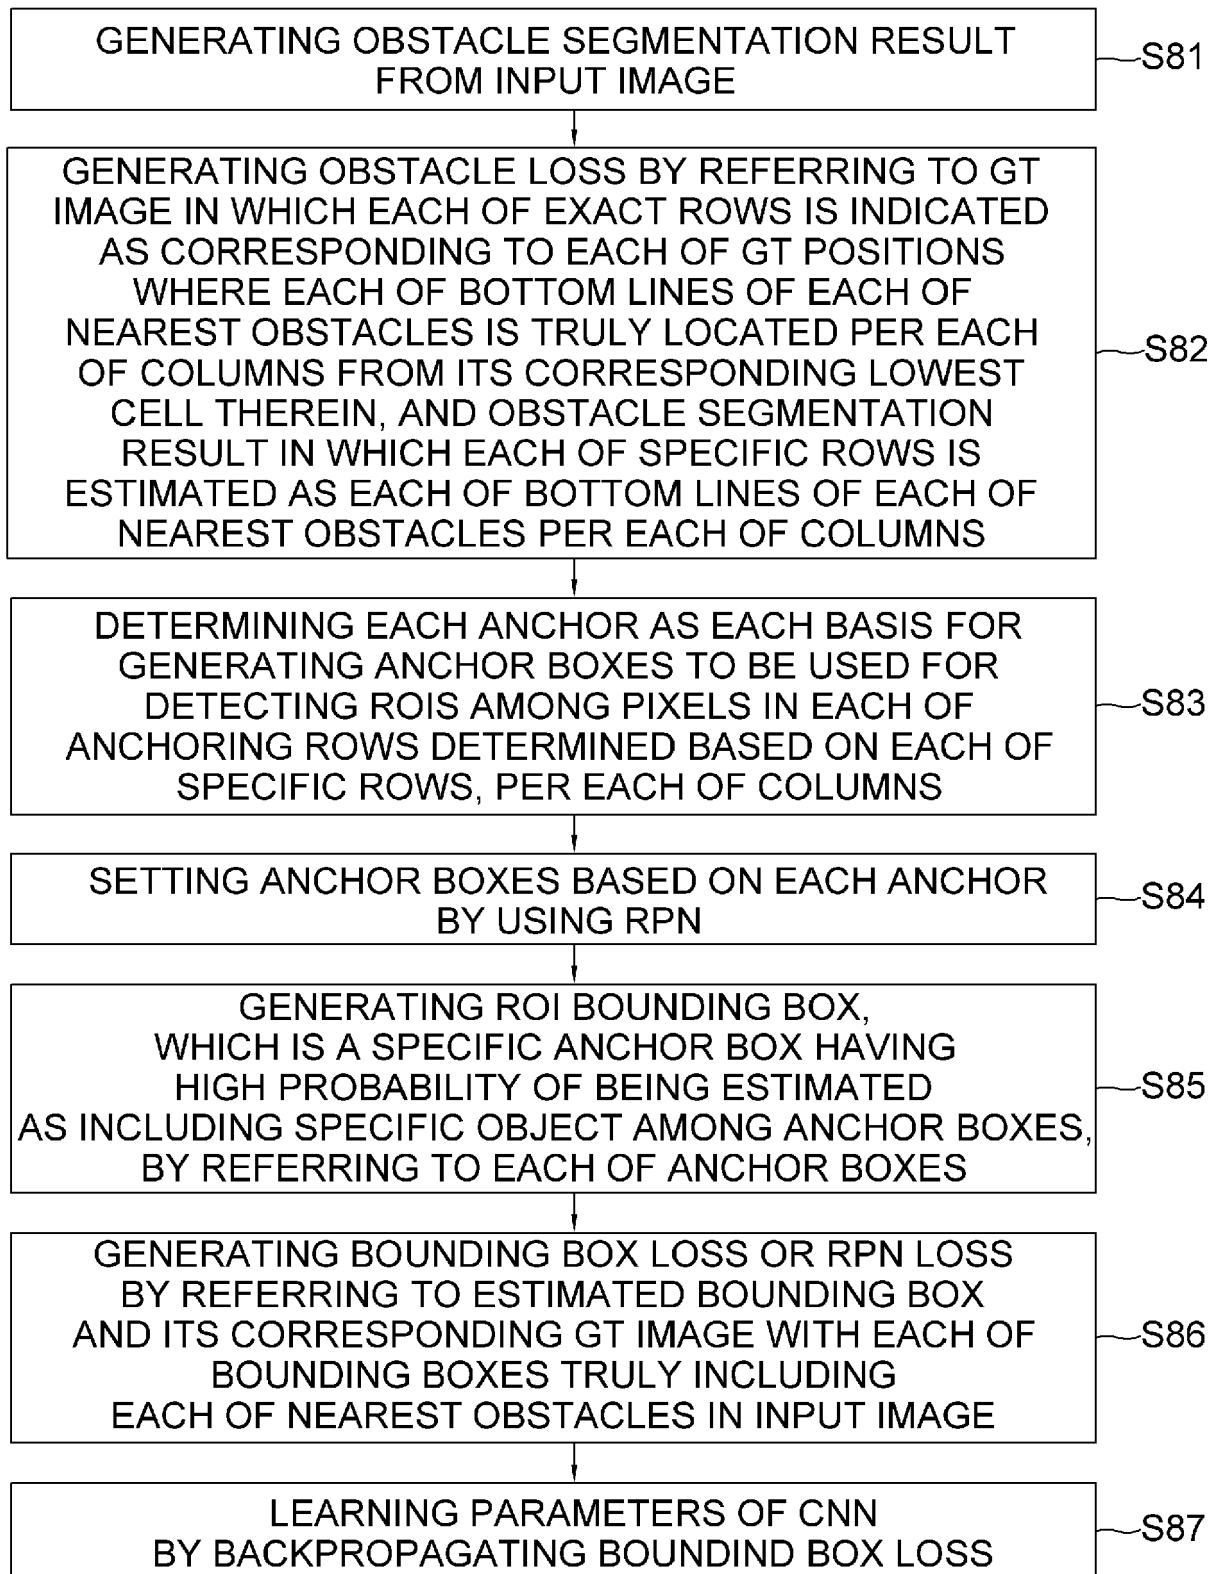 GENERATING OBSTACLE SEGMENTATION RESULT
FROM INPUT IMAGE
S81
GENERATING OBSTACLE LOSS BY REFERRING TO GT
IMAGE IN WHICH EACH OF EXACT ROWS IS INDICATED
AS CORRESPONDING TO EACH OF GT POSITIONS
WHERE EACH OF BOTTOM LINES OF EACH OF
NEAREST OBSTACLES IS TRULY LOCATED PER EACH
OF COLUMNS FROM ITS CORRESPONDING LOWEST
CELL THEREIN, AND OBSTACLE SEGMENTATION
RESULT IN WHICH EACH OF SPECIFIC ROWS IS
ESTIMATED AS EACH OF BOTTOM LINES OF EACH OF
NEAREST OBSTACLES PER EACH OF COLUMNS
S82
DETERMINING EACH ANCHOR AS EACH BASIS FOR
GENERATING ANCHOR BOXES TO BE USED FOR
DETECTING ROIS AMONG PIXELS IN EACH OF
ANCHORING ROWS DETERMINED BASED ON EACH OF
SPECIFIC ROWS, PER EACH OF COLUMNS
S83
SETTING ANCHOR BOXES BASED ON EACH ANCHOR
BY USING RPN
S84
GENERATING ROI BOUNDING BOX,
WHICH IS A SPECIFIC ANCHOR BOX HAVING
HIGH PROBABILITY OF BEING ESTIMATED
AS INCLUDING SPECIFIC OBJECT AMONG ANCHOR BOXES,
BY REFERRING TO EACH OF ANCHOR BOXES
S85
GENERATING BOUNDING BOX LOSS OR RPN LOSS
BY REFERRING TO ESTIMATED BOUNDING BOX
AND ITS CORRESPONDING GT IMAGE WITH EACH OF
BOUNDING BOXES TRULY INCLUDING
EACH OF NEAREST OBSTACLES IN INPUT IMAGE
S86
LEARNING PARAMETERS OF CNN
BY BACKPROPAGATING BOUNDIND BOX LOSS
S87